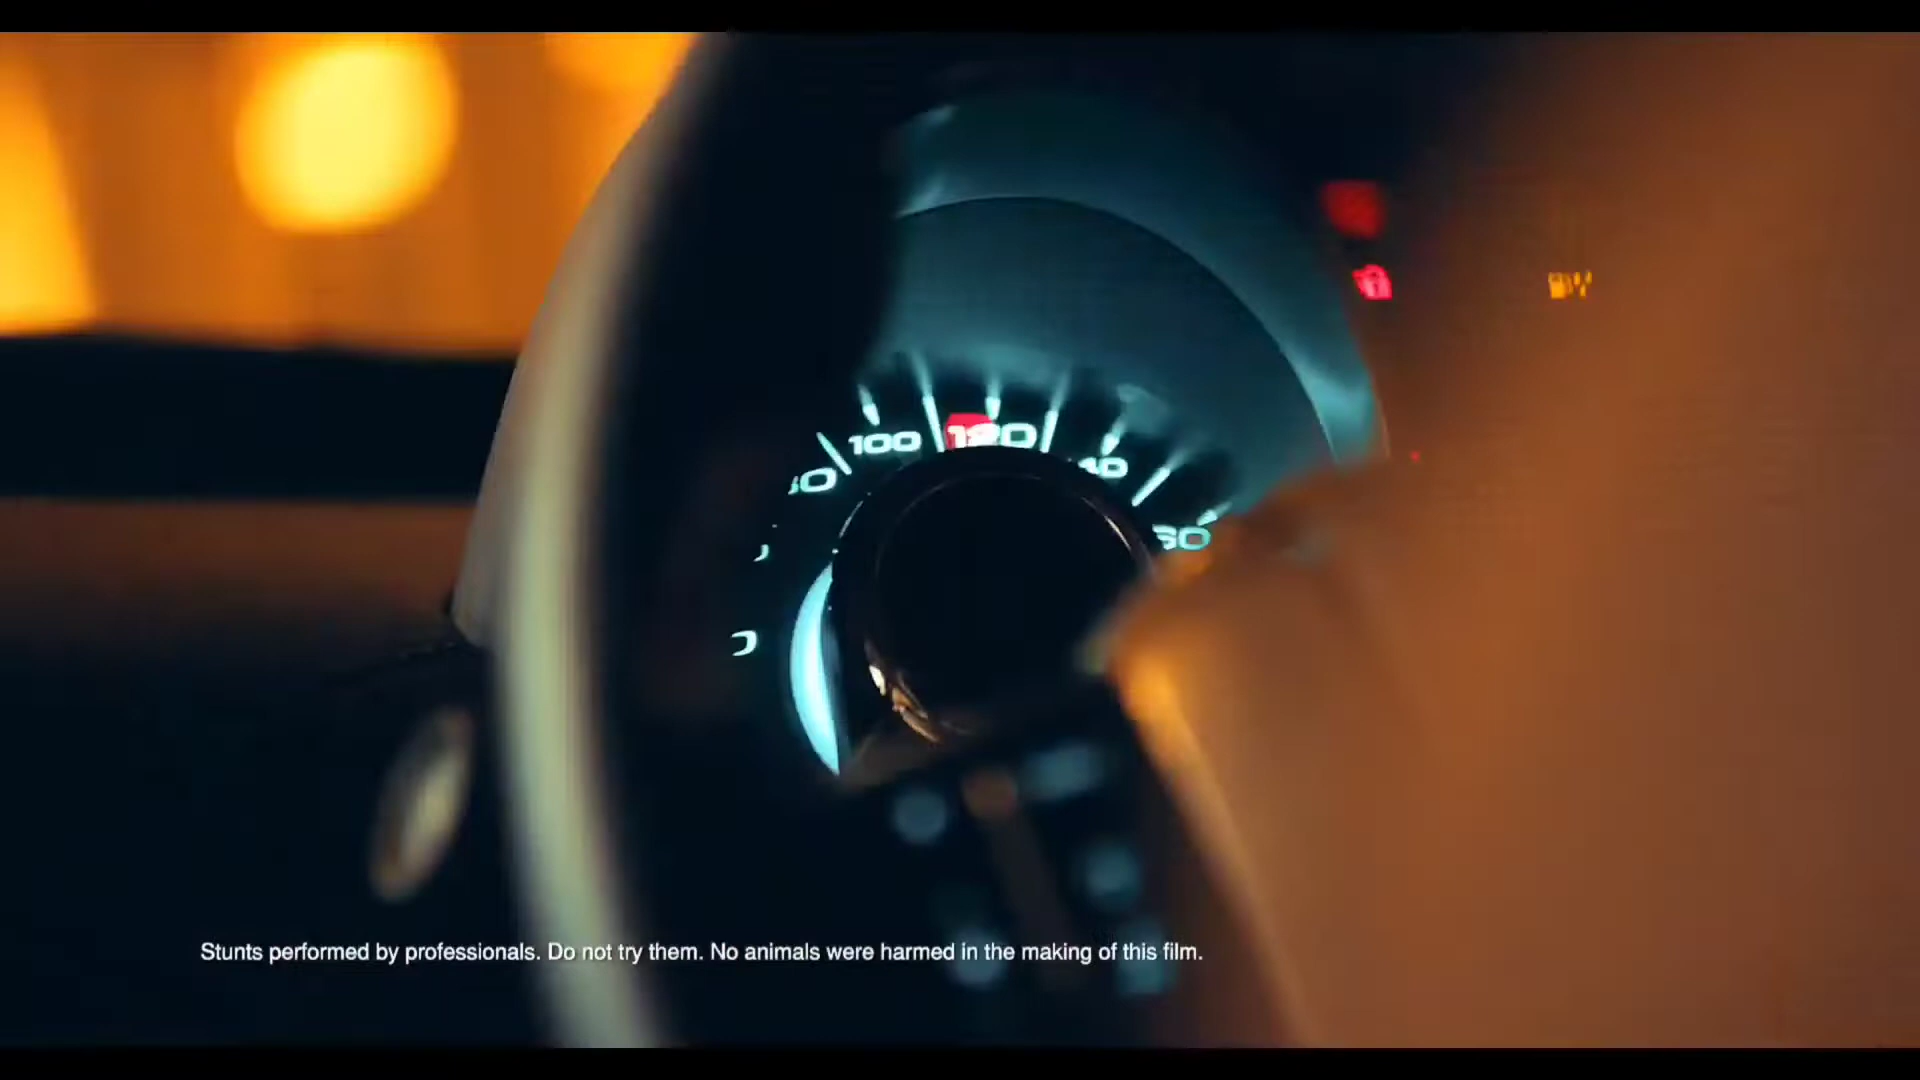 100
120
Stunts performed by professionals. Do not try them. No animals were harmed in the making of this film.